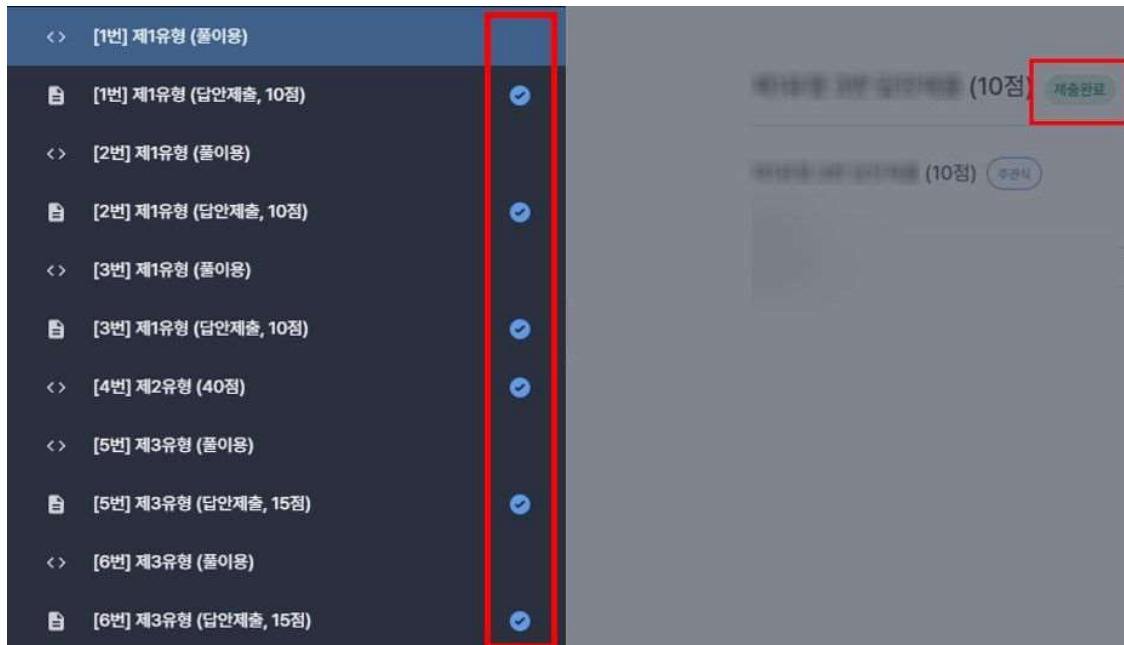 [1번] 제1유형 (풀이용)
[1번] 제1유형 (답안제출, 10점)
[2번] 제1유형 (풀이용)
[2번] 제1유형 (답안제출, 10점)
[3번] 제1유형 (풀이용)
[3번] 제1유형 (답안제출, 10점)
[4번] 제2유형 (40점)
[5번] 제3유형 (풀이용)
[5번] 제3유형 (답안제출, 15점)
[6번] 제3유형 (풀이용)
[6번] 제3유형 (답안제출, 15점)
(10점) 제출완료
(10점) 주관식